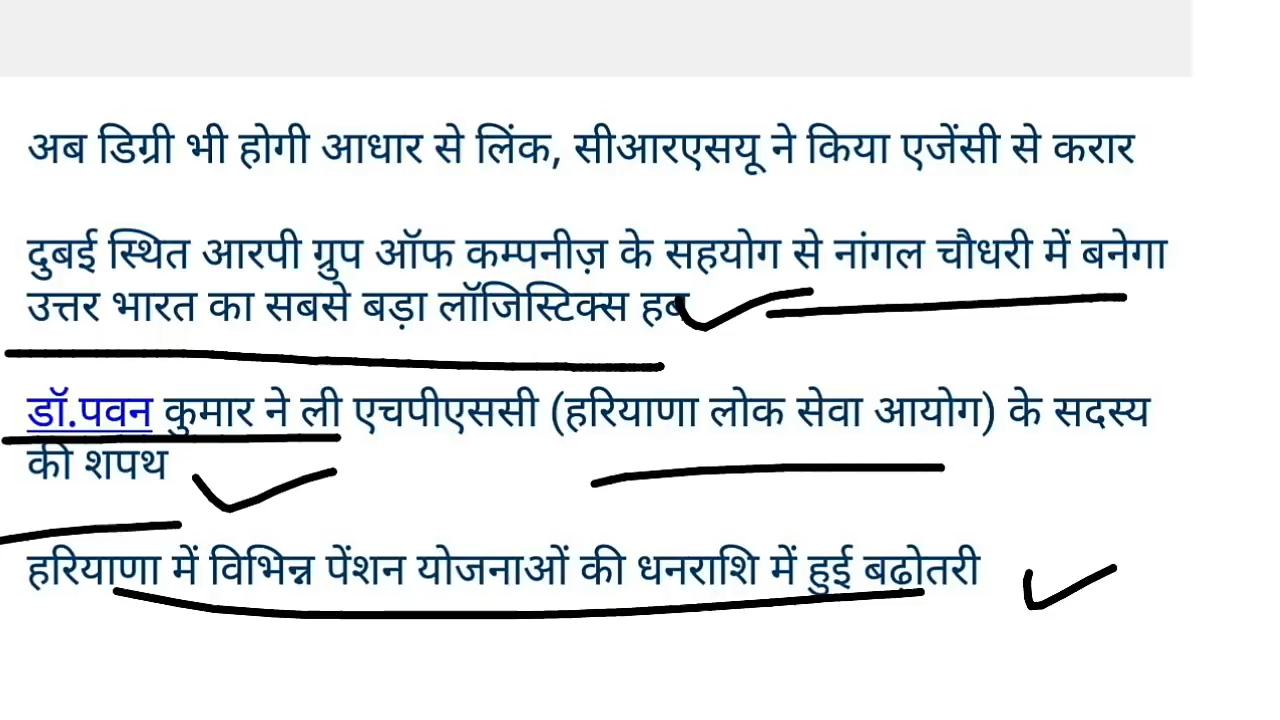 अब डिग्री भी होगी आधार से लिंक, सीआरएसयू ने किया एजेंसी से करार
दुबई स्थित आरपी ग्रुप ऑफ कम्पनीज़ के सहयोग से नांगल चौधरी में बनेगा
उत्तर भारत का सबसे बड़ा लॉजिस्टिक्स हब
डॉ.पवन कुमार ने ली एचपीएससी (हरियाणा लोक सेवा आयोग) के सदस्य
की शपथ
हरियाणा में विभिन्न पेंशन योजनाओं की धनराशि में हुई बढ़ोतरी